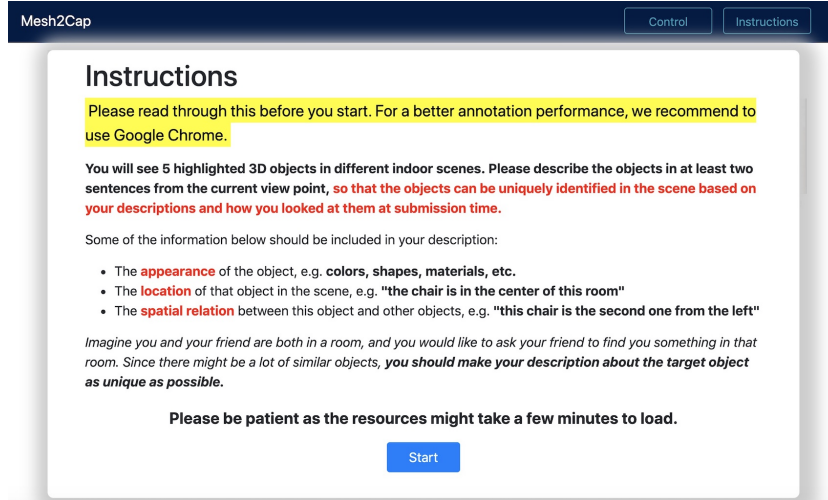 Mesh2Cap
Control
Instructions
Instructions
Please read through this before you start. For a better annotation performance, we recommend to
use Google Chrome.
You will see 5 highlighted 3D objects in different indoor scenes. Please describe the objects in at least two
sentences from the current view point, so that the objects can be uniquely identified in the scene based on
your descriptions and how you looked at them at submission time.
Some of the information below should be included in your description:
• The appearance of the object, e.g. colors, shapes, materials, etc.
• The location of that object in the scene, e.g. "the chair is in the center of this room"
• The spatial relation between this object and other objects, e.g. "this chair is the second one from the left"
Imagine you and your friend are both in a room, and you would like to ask your friend to find you something in that
room. Since there might be a lot of similar objects, you should make your description about the target object
as unique as possible.
Please be patient as the resources might take a few minutes to load.
Start